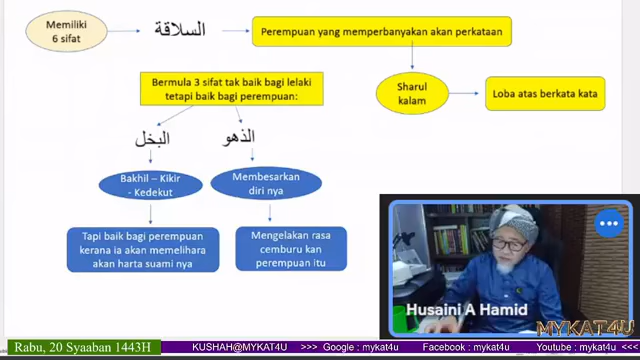 Memiliki
6 sifat
السلاقة
Perempuan yang memperbanyakan akan perkataan
Sharul
kalam
Loba atas berkata kata
Bermula 3 sifat tak baik bagi lelaki
tetapi baik bagi perempuan:
البخل
الذهو
Bakhil – Kikir
- Kedekut
Membesarkan
diri nya
Tapi baik bagi perempuan
kerana ia akan memelihara
akan harta suami nya
Mengelakan rasa
cemburu kan
perempuan itu
Husaini A Hamid
MYKAT4U
Rabu, 20 Syaaban 1443H
KUSHAH@MYKAT4U >>> Google : mykat4u Facebook : mykat4u Youtube : mykat4u <<<